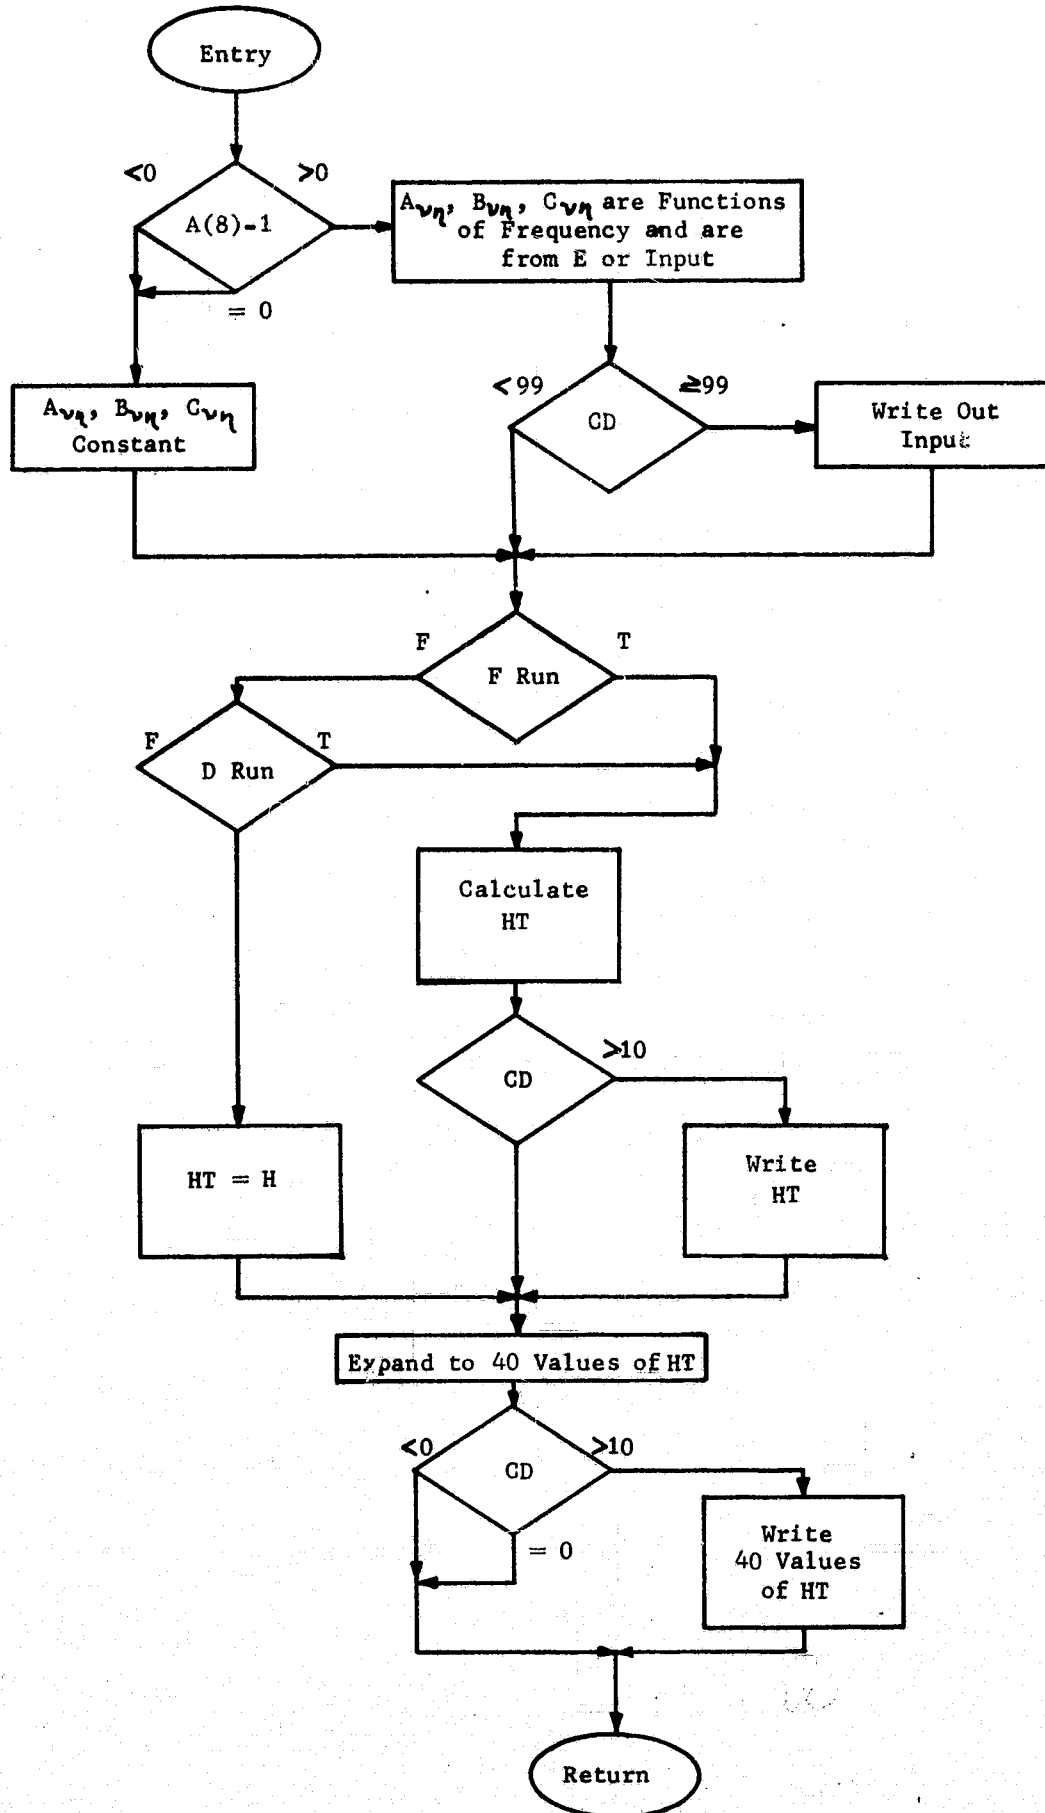 Entry
<0
>0
A(8)-1
= 0
Aνη, Bνη, Cνη are Functions
of Frequency and are
from E or Input
Aνη, Bνη, Cνη
Constant
<99
≥99
CD
Write Out
Input
F
T
F Run
F
T
D Run
Calculate
HT
>10
CD
HT = H
Write
HT
Expand to 40 Values of HT
<0
>10
CD
= 0
Write
40 Values
of HT
Return